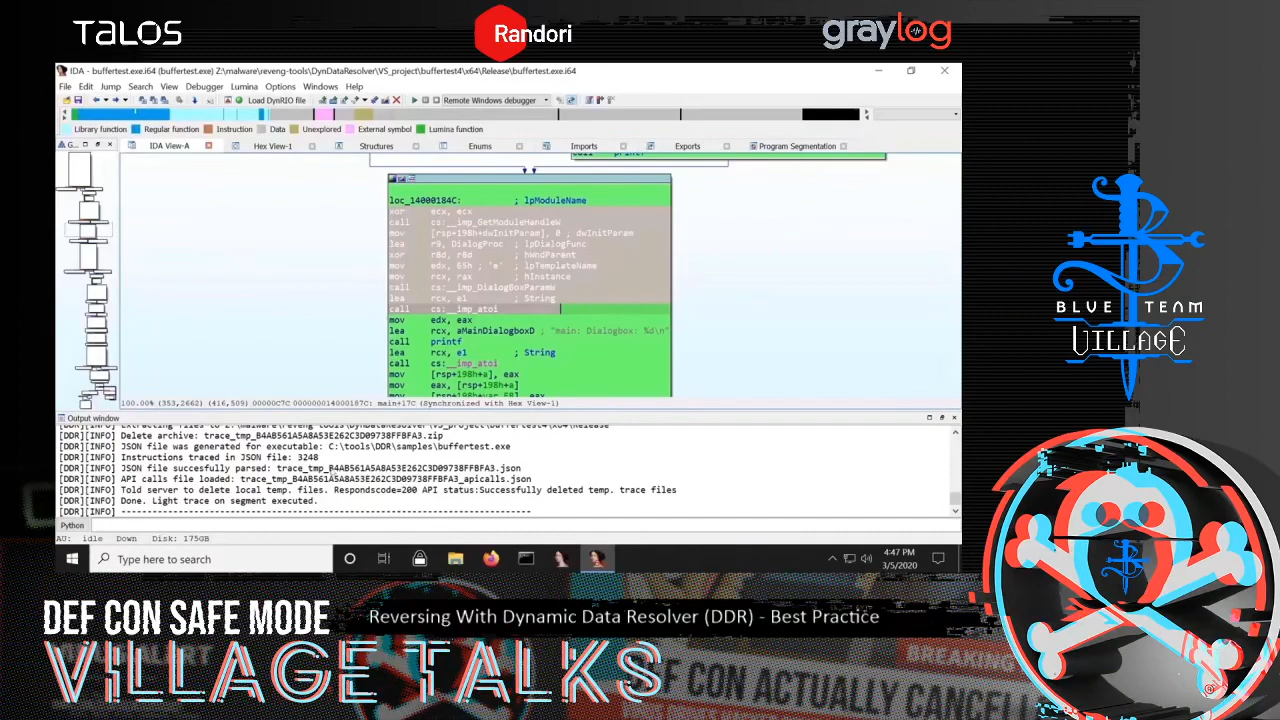 TALOS
Randori
graylog
IDA - buffertest.exe.i64 (buffertest.exe) Z:\malware\reveng-tools\DynDataResolver\VS_project\buffertest4\x64\Release\buffertest.exe.i64
File Edit Jump Search View Debugger Lumina Options Windows Help
Load DynRIO file Remote Windows debugger
Library function Regular function Instruction Data Unexplored External symbol Lumina function
G... IDA View-A Hex View-1 Structures Enums Imports Exports Program Segmentation
call printf
loc_14000184C: ; lpModuleName
xor ecx, ecx
call cs:__imp_GetModuleHandleW
mov [rsp+198h+dwInitParam], 0 ; dwInitParam
lea r9, DialogProc ; lpDialogFunc
xor r8d, r8d ; hWndParent
mov edx, 65h ; 'e' ; lpTemplateName
mov rcx, rax ; hInstance
call cs:__imp_DialogBoxParamW
lea rcx, e1 ; String
call cs:__imp_atoi
mov edx, eax
lea rcx, aMainDialogboxD ; "main: Dialogbox: %d\n"
call printf
lea rcx, e1 ; String
call cs:__imp_atoi
mov [rsp+198h+a], eax
mov eax, [rsp+198h+a]
100.00% (353,2662) (416,509) 00000C7C 000000014000187C: main+17C (Synchronized with Hex View-1)
Output window
[DDR][INFO] Delete archive: trace_tmp_B4AB561A5A8A53E262C3D09738FFBFA3.zip
[DDR][INFO] JSON file was generated for executable: C:\tools\DDR\samples\buffertest.exe
[DDR][INFO] Instructions traced in JSON file: 3248
[DDR][INFO] JSON file succesfully parsed: trace_tmp_B4AB561A5A8A53E262C3D09738FFBFA3.json
[DDR][INFO] API calls file loaded: trace_tmp_B4AB561A5A8A53E262C3D09738FFBFA3_apicalls.json
[DDR][INFO] Told server to delete local temp. files. Respondscode=200 API status:Successfully deleted temp. trace files
[DDR][INFO] Done. Light trace on segment executed.
[DDR][INFO] ----------------------------------------------------------------------
Python
AU: idle Down Disk: 175GB
Type here to search
4:47 PM
3/5/2020
BLUE TEAM
VILLAGE
DEF CON SAFE MODE
VILLAGE TALKS
Reversing With Dynamic Data Resolver (DDR) - Best Practice
BREAKING
DEF CON ACTUALLY CANCEL